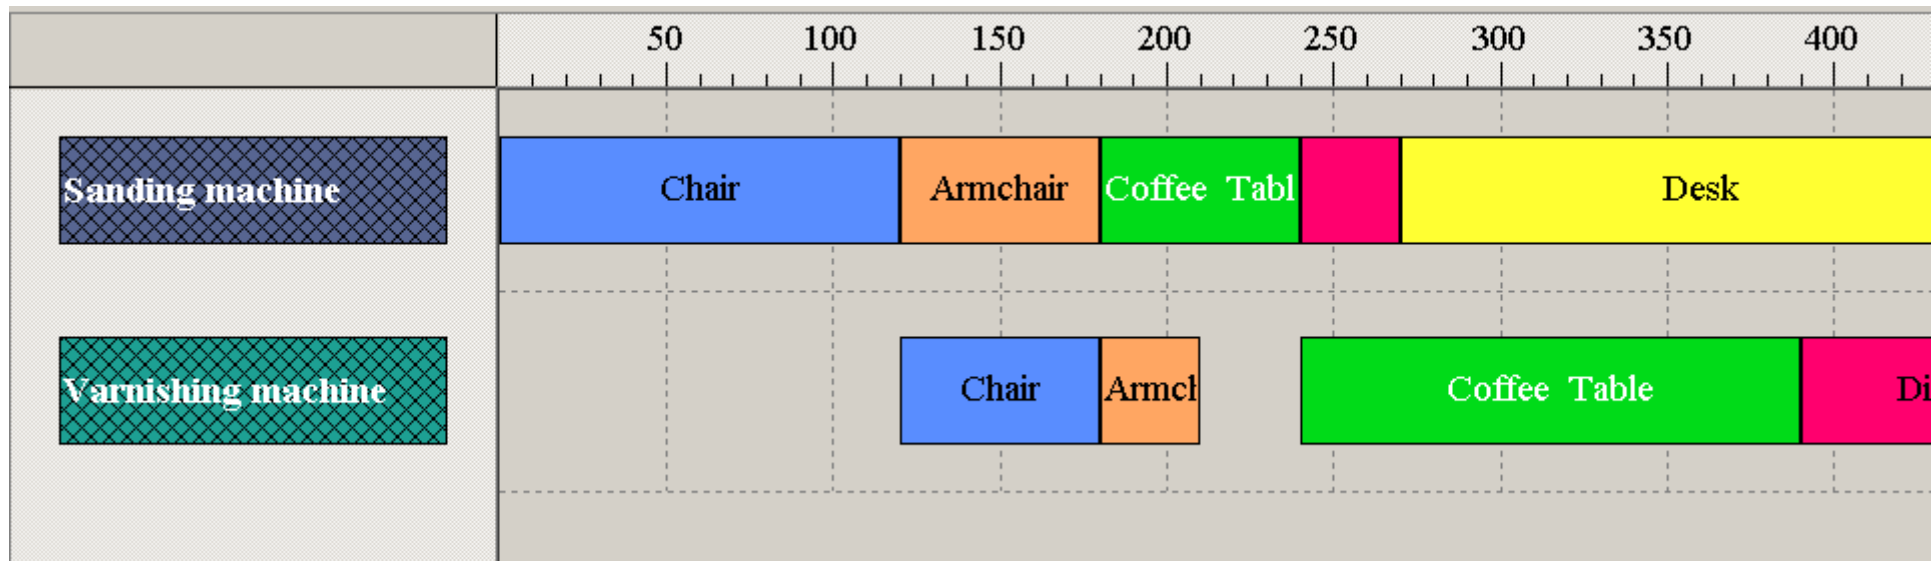 50 100 150 200 250 300 350 400
Sanding machine Chair Armchair Coffee Tabl Desk
Varnishing machine Chair Armcl Coffee Table Di